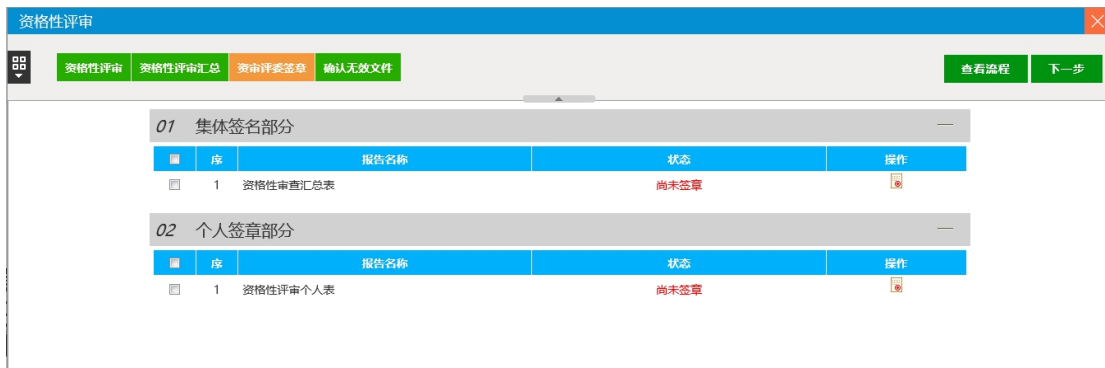 资格性评审
资格性评审 资格性评审汇总 资审评委签章 确认无效文件 查看流程 下一步
01 集体签名部分
序 报告名称 状态 操作
1 资格性审查汇总表 尚未签章
02 个人签章部分
序 报告名称 状态 操作
1 资格性评审个人表 尚未签章